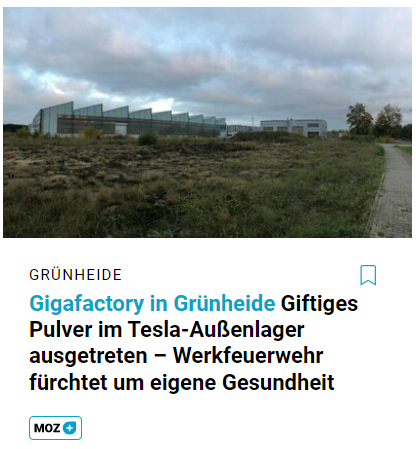 GRÜNHEIDE
Gigafactory in Grünheide Giftiges
Pulver im Tesla-Außenlager
ausgetreten – Werkfeuerwehr
fürchtet um eigene Gesundheit
MOZ+